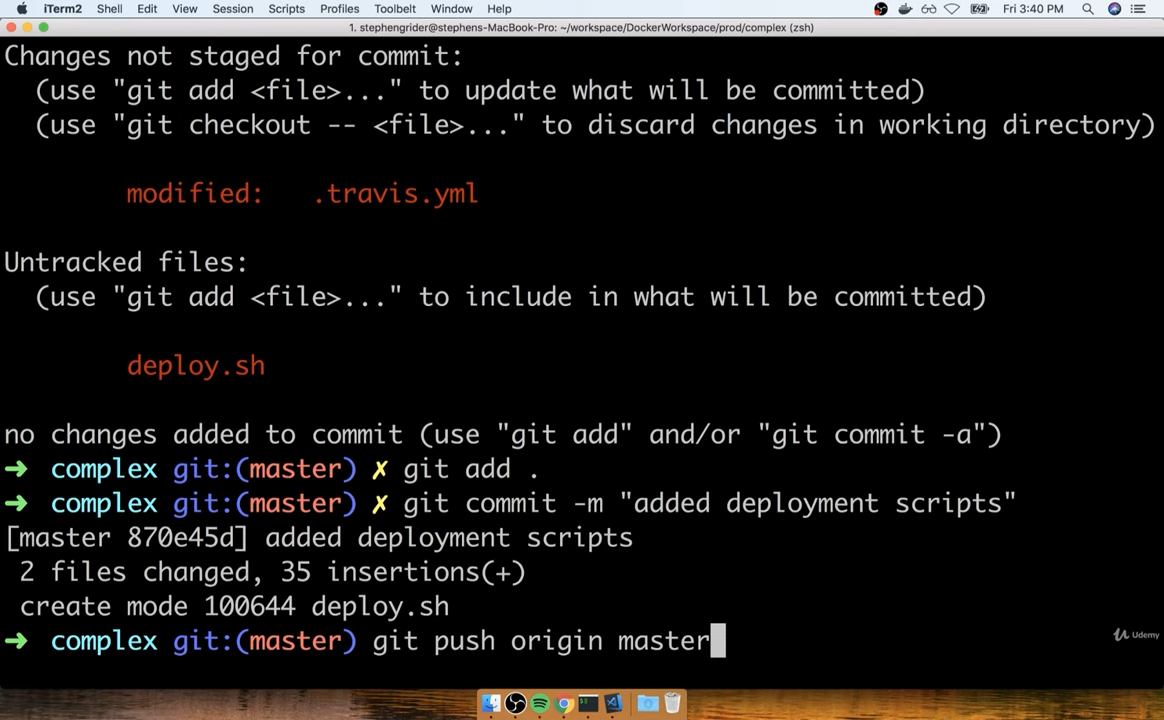 iTerm2 Shell Edit View Session Scripts Profiles Toolbelt Window Help Fri 3:40 PM
1. stephengrider@stephens-MacBook-Pro: ~/workspace/DockerWorkspace/prod/complex (zsh)
Changes not staged for commit:
(use "git add <file>..." to update what will be committed)
(use "git checkout -- <file>..." to discard changes in working directory)
modified: .travis.yml
Untracked files:
(use "git add <file>..." to include in what will be committed)
deploy.sh
no changes added to commit (use "git add" and/or "git commit -a")
➜ complex git:(master) ✗ git add .
➜ complex git:(master) ✗ git commit -m "added deployment scripts"
[master 870e45d] added deployment scripts
2 files changed, 35 insertions(+)
create mode 100644 deploy.sh
➜ complex git:(master) git push origin master
Udemy